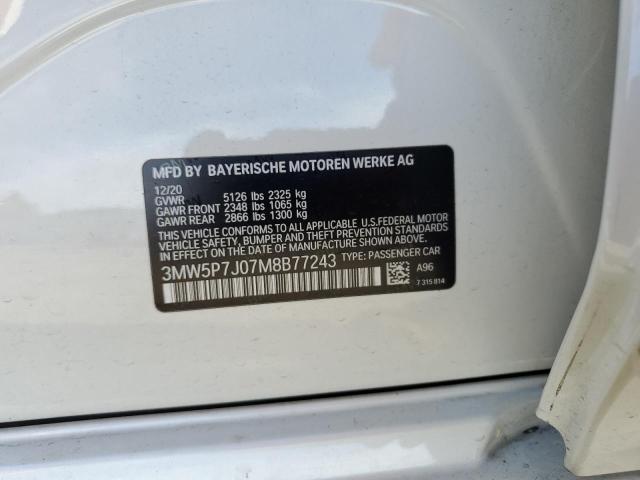 MFD BY BAYERISCHE MOTOREN WERKE AG
12/20
GVWR 5126 lbs 2325 kg
GAWR FRONT 2348 lbs 1065 kg
GAWR REAR 2866 lbs 1300 kg
THIS VEHICLE CONFORMS TO ALL APPLICABLE U.S.FEDERAL MOTOR
VEHICLE SAFETY, BUMPER, AND THEFT PREVENTION STANDARDS IN EFFECT
ON THE DATE OF MANUFACTURE SHOWN ABOVE.
3MW5P7J07M8B77243 TYPE: PASSENGER CAR
A96
7 315 814